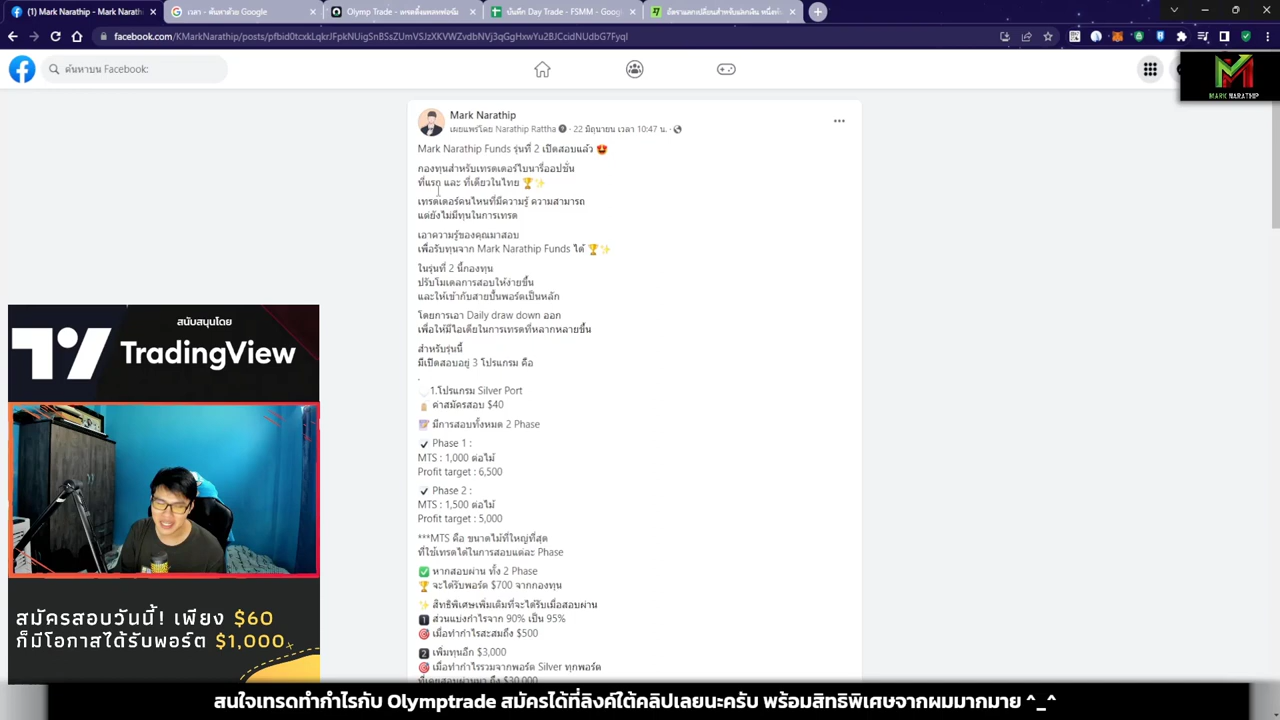 (1) Mark Narathip - Mark Narath
เวลา - ค้นหาด้วย Google
Olymp Trade - เทรดดิ้งแพลตฟอร์ม
บันทึก Day Trade - FSMM - Goog
facebook.com/KMarkNarathip/posts/pfbid0tcxkLqkrJFpkNUigSnBSsZUmVSJzXKVWZvdbNVj3qGgHxwYu2BJCcidNUdbG7Fyql
ค้นหาบน Facebook:
MARK NARATHIP
Mark Narathip
เผยแพร่โดย Narathip Rattha · 22 มิถุนายน เวลา 10:47 น. ·
Mark Narathip Funds รุ่นที่ 2 เปิดสอบแล้ว 🤩
กองทุนสำหรับเทรดเดอร์ไบนารี่ออปชั่น
ที่แรก และ ที่เดียวในไทย 🏆✨
เทรดเดอร์คนไหนที่มีความรู้ ความสามารถ
แต่ยังไม่มีทุนในการเทรด
เอาความรู้ของคุณมาสอบ
เพื่อรับทุนจาก Mark Narathip Funds ได้ 🏆✨
ในรุ่นที่ 2 นี้กองทุน
ปรับโมเดลการสอบให้ง่ายขึ้น
และให้เข้ากับสายปั้นพอร์ตเป็นหลัก
โดยการเอา Daily draw down ออก
เพื่อให้มีไอเดียในการเทรดที่หลากหลายขึ้น
สำหรับรุ่นนี้
มีเปิดสอบอยู่ 3 โปรแกรม คือ
.
1.โปรแกรม Silver Port
ค่าสมัครสอบ $40
📝 มีการสอบทั้งหมด 2 Phase
✔ Phase 1 :
MTS : 1,000 ต่อไม้
Profit target : 6,500
✔ Phase 2 :
MTS : 1,500 ต่อไม้
Profit target : 5,000
***MTS คือ ขนาดไม้ที่ใหญ่ที่สุด
ที่ใช้เทรดได้ในการสอบแต่ละ Phase
✅ หากสอบผ่าน ทั้ง 2 Phase
🏆 จะได้รับพอร์ต $700 จากกองทุน
✨ สิทธิพิเศษเพิ่มเติมที่จะได้รับเมื่อสอบผ่าน
1 ส่วนแบ่งกำไรจาก 90% เป็น 95%
🎯 เมื่อทำกำไรสะสมถึง $500
2 เพิ่มทุนอีก $3,000
🎯 เมื่อทำกำไรรวมจากพอร์ต Silver ทุกพอร์ต
ที่เคยสอบผ่านมา ถึง $30,000
สนับสนุนโดย
TradingView
สมัครสอบวันนี้! เพียง $60
ก็มีโอกาสได้รับพอร์ต $1,000
สนใจเทรดทำกำไรกับ Olymptrade สมัครได้ที่ลิงค์ใต้คลิปเลยนะครับ พร้อมสิทธิพิเศษจากผมมากมาย ^_^